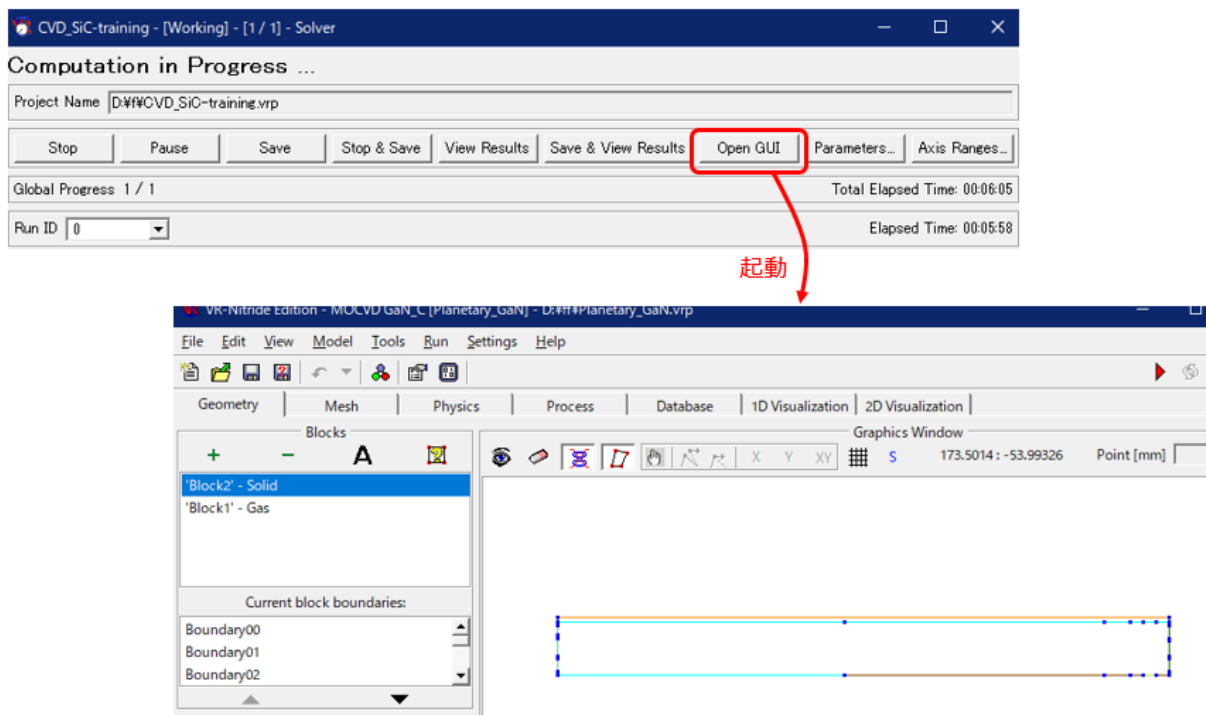 CVD_SiC-training - [Working] - [1 / 1] - Solver
Computation in Progress ...
Project Name D:¥f¥CVD_SiC-training.vrp
Stop Pause Save Stop & Save View Results Save & View Results Open GUI Parameters... Axis Ranges...
Global Progress 1 / 1 Total Elapsed Time: 00:06:05
Run ID 0 Elapsed Time: 00:05:58
起動
VR-Nitride Edition - MOCVD GaN_C [Planetary_GaN] - D:¥ff¥Planetary_GaN.vrp
File Edit View Model Tools Run Settings Help
Geometry Mesh Physics Process Database 1D Visualization 2D Visualization
Blocks Graphics Window
A X Y XY S 173.5014 : -53.99326 Point [mm]
'Block2' - Solid
'Block1' - Gas
Current block boundaries:
Boundary00
Boundary01
Boundary02